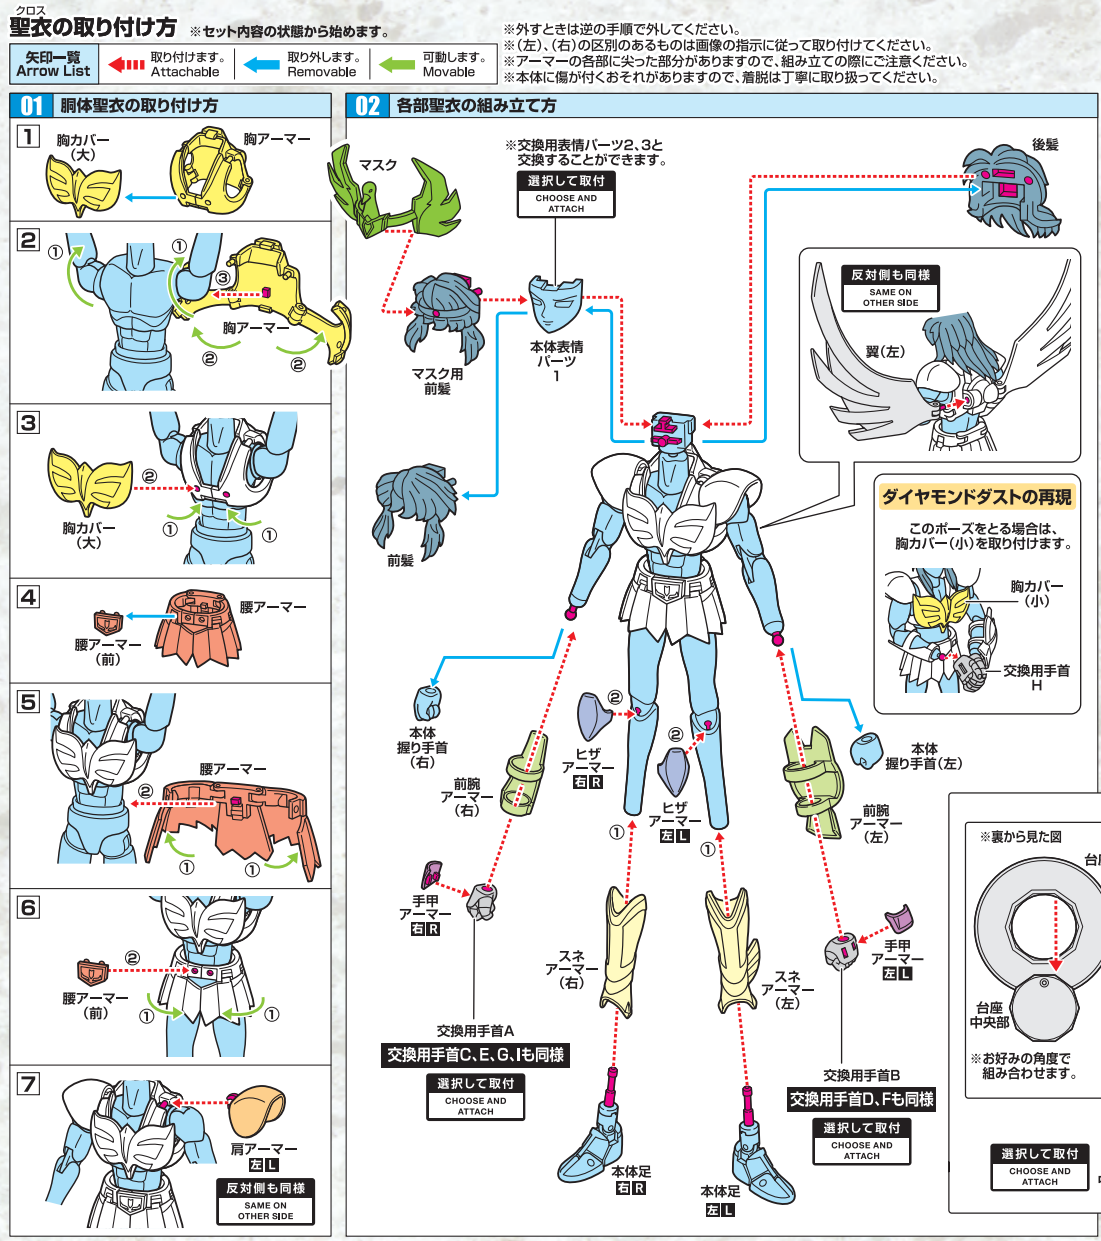 クロス
聖衣の取り付け方 ※セット内容の状態から始めます。
矢印一覧
Arrow List
取り付けます。
Attachable
取り外します。
Removable
可動します。
Movable
※外すときは逆の手順で外してください。
※(左)、(右)の区別のあるものは画像の指示に従って取り付けてください。
※アーマーの各部に尖った部分がありますので、組み立ての際にご注意ください。
※本体に傷が付くおそれがありますので、着脱は丁寧に取り扱ってください。
01 胴体聖衣の取り付け方
1
胸カバー
(大)
胸アーマー
2
①
①
③
胸アーマー
②
②
3
②
胸カバー
(大)
①
①
4
腰アーマー
腰アーマー
(前)
5
腰アーマー
②
①
①
6
②
腰アーマー
(前)
①
①
7
肩アーマー
左 L
反対側も同様
SAME ON
OTHER SIDE
02 各部聖衣の組み立て方
マスク
※交換用表情パーツ2、3と
交換することができます。
選択して取付
CHOOSE AND
ATTACH
後髪
マスク用
前髪
本体表情
パーツ
1
前髪
反対側も同様
SAME ON
OTHER SIDE
翼(左)
ダイヤモンドダストの再現
このポーズをとる場合は、
胸カバー(小)を取り付けます。
胸カバー
(小)
交換用手首
H
本体
握り手首
(右)
②
ヒザ
アーマー
右 R
②
ヒザ
アーマー
左 L
本体
握り手首(左)
前腕
アーマー
(右)
前腕
アーマー
(左)
①
①
手甲
アーマー
右 R
手甲
アーマー
左 L
スネ
アーマー
(右)
スネ
アーマー
(左)
交換用手首A
交換用手首C、E、G、Iも同様
選択して取付
CHOOSE AND
ATTACH
交換用手首B
交換用手首D、Fも同様
選択して取付
CHOOSE AND
ATTACH
本体足
右 R
本体足
左 L
※裏から見た図
台座
中央部
※お好みの角度で
組み合わせます。
選択して取付
CHOOSE AND
ATTACH